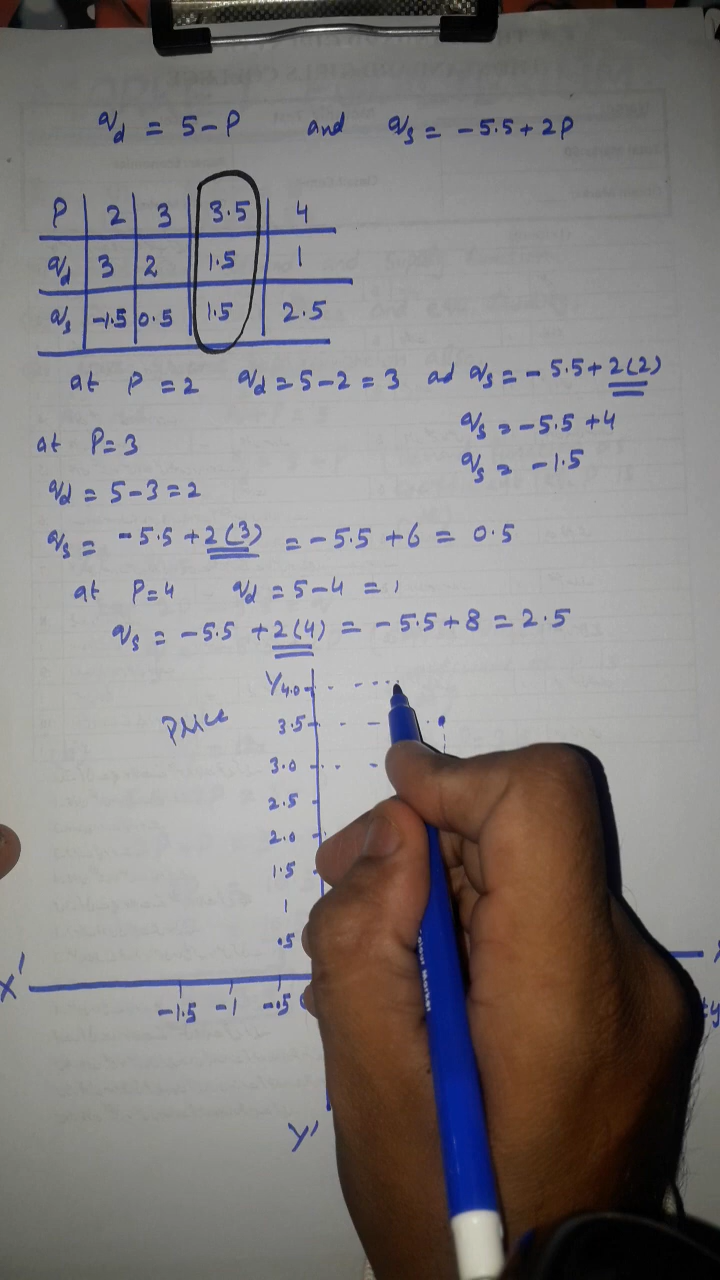 qd = 5-P and qs = -5.5+2P
P 2 3 3.5 4
qd 3 2 1.5 1
qs -1.5 0.5 1.5 2.5
at P = 2 qd = 5-2 = 3 ad qs = -5.5+2(2)
qs = -5.5+4
at P=3
qs = -1.5
qd = 5-3=2
qs = -5.5+2(3) = -5.5+6 = 0.5
at P=4 qd = 5-4 = 1
qs = -5.5+2(4) = -5.5+8 = 2.5
Y 4.0
Price 3.5
3.0
2.5
2.0
1.5
1
.5
X'
-1.5 -1 -.5
Y'
Colour Marker